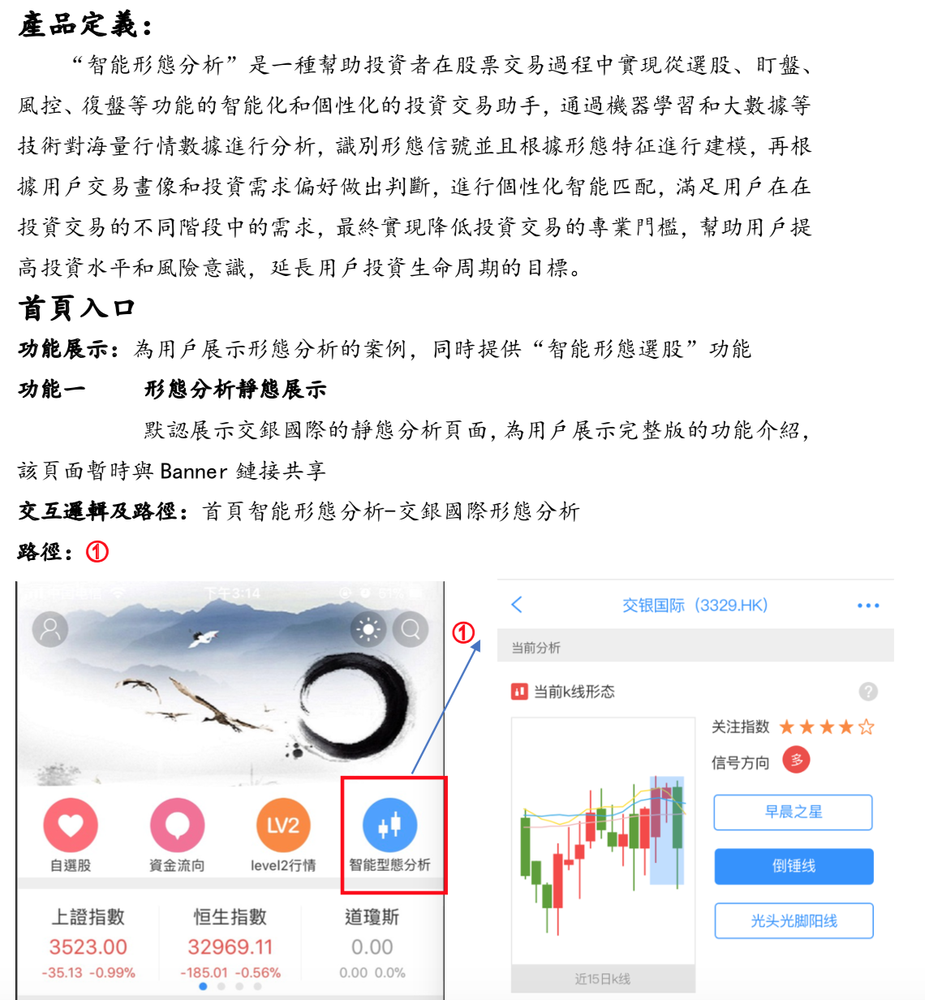 產品定義：
“智能形態分析”是一種幫助投資者在股票交易過程中實現從選股、盯盤、
風控、復盤等功能的智能化和個性化的投資交易助手，通過機器學習和大數據等
技術對海量行情數據進行分析，識別形態信號並且根據形態特征進行建模，再根
據用戶交易畫像和投資需求偏好做出判斷，進行個性化智能匹配，滿足用戶在在
投資交易的不同階段中的需求，最終實現降低投資交易的專業門檻，幫助用戶提
高投資水平和風險意識，延長用戶投資生命周期的目標。
首頁入口
功能展示：為用戶展示形態分析的案例，同時提供“智能形態選股”功能
功能一 形態分析靜態展示
默認展示交銀國際的靜態分析頁面，為用戶展示完整版的功能介紹，
該頁面暫時與 Banner 鏈接共享
交互邏輯及路徑：首頁智能形態分析-交銀國際形態分析
路徑：①
下午3:14
①
自選股
資金流向
LV2
level2行情
智能型態分析
上證指數 恒生指數 道瓊斯
3523.00 32969.11 0.00
-35.13 -0.99% -185.01 -0.56% 0.00 0.0%
交银国际（3329.HK）
当前分析
当前k线形态
?
关注指数
信号方向 多
早晨之星
倒锤线
光头光脚阳线
近15日k线